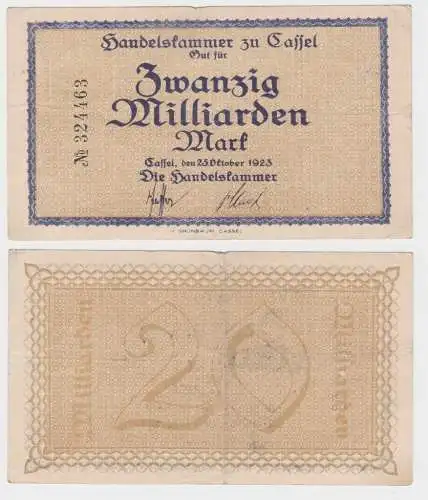 Handelskammer zu Cassel
Gut für
Zwanzig
Milliarden
Mark
Cassel, den 25. Oktober 1923
Die Handelskammer
№ 324463
CASSEL
Milliarden
20
Milliarden